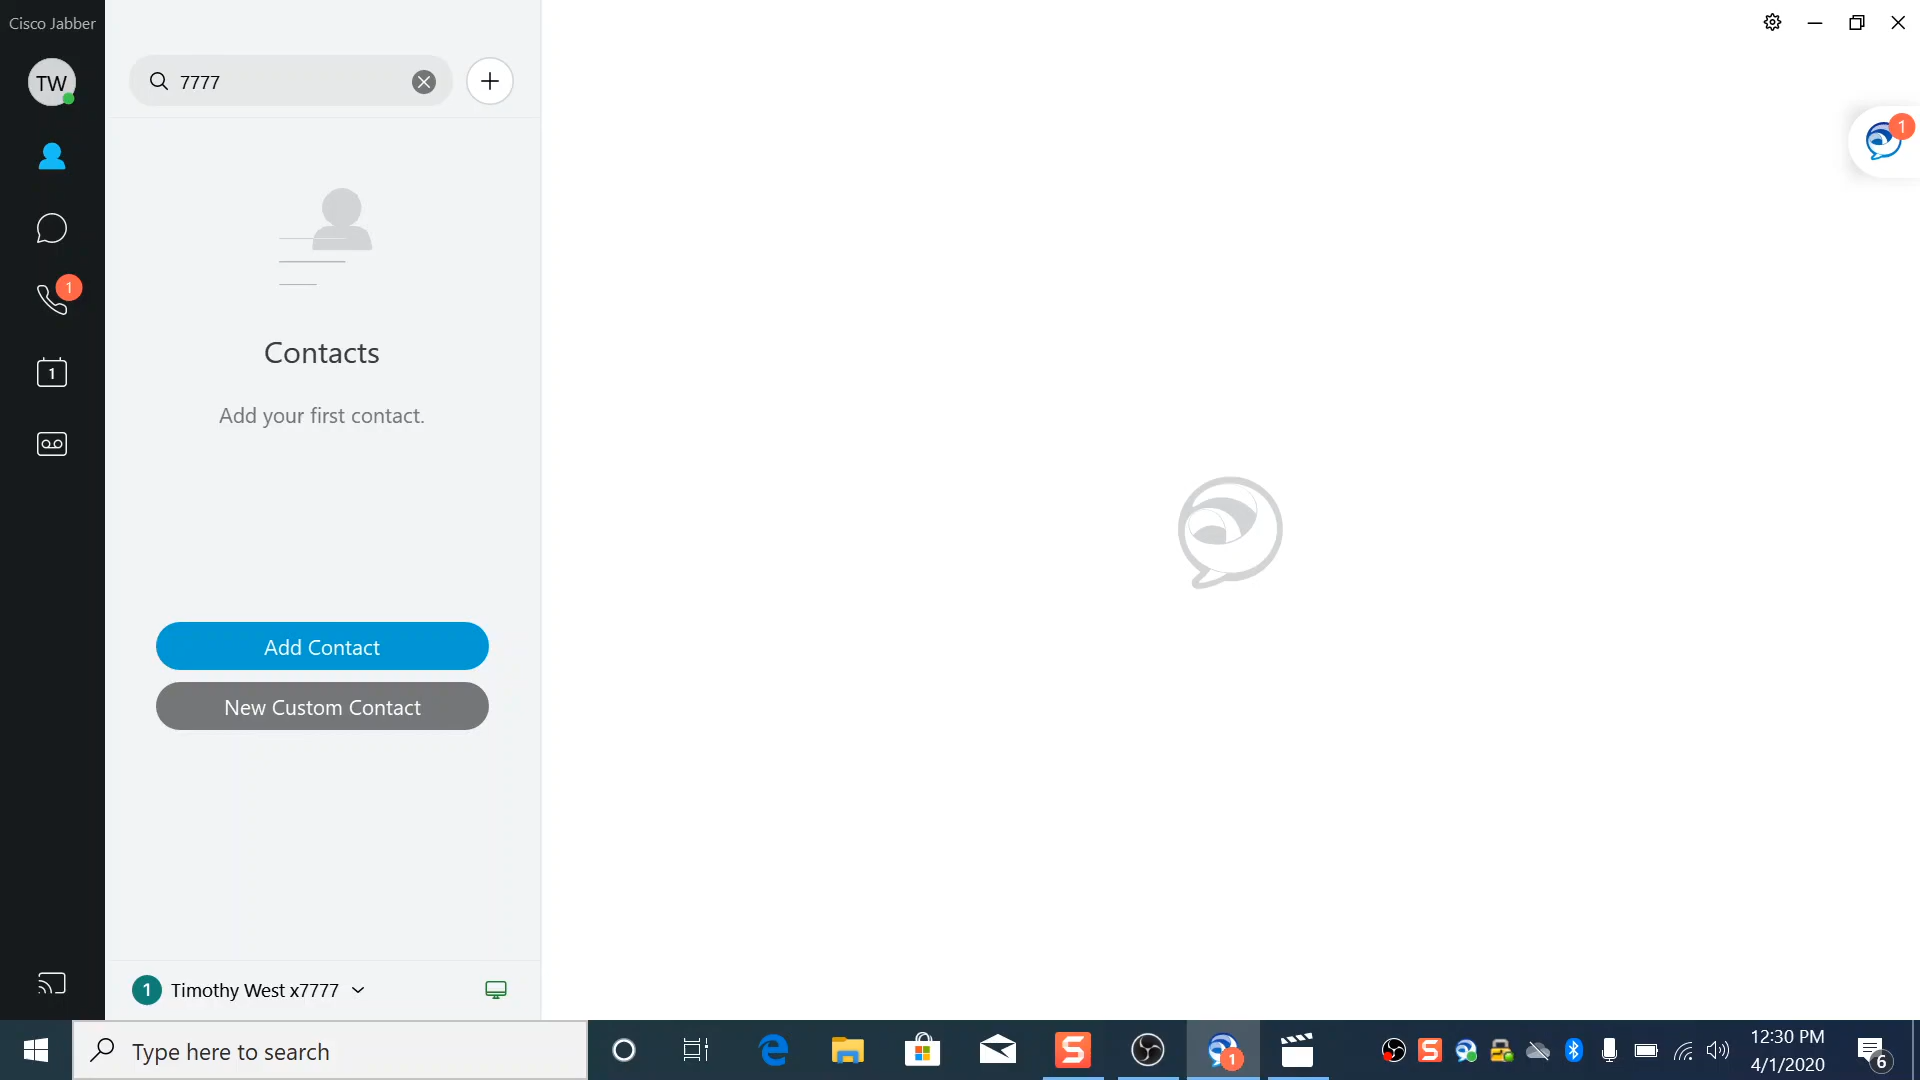 Cisco Jabber
TW
7777
1
1
1
Contacts
Add your first contact.
Add Contact
New Custom Contact
1 Timothy West x7777
Type here to search
1
12:30 PM
4/1/2020
6